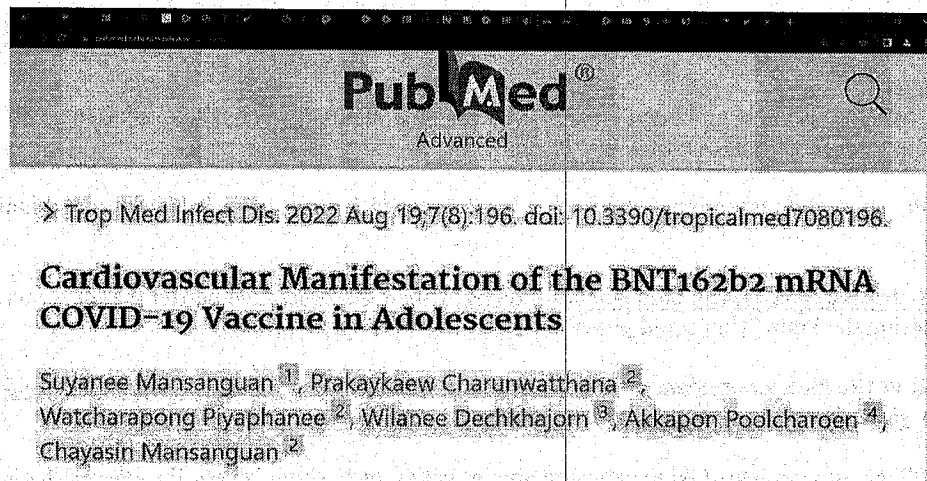 PubMed®
Advanced
> Trop Med Infect Dis. 2022 Aug 19;7(8):196. doi: 10.3390/tropicalmed7080196.
Cardiovascular Manifestation of the BNT162b2 mRNA
COVID-19 Vaccine in Adolescents
Suyanee Mansanguan 1, Prakaykaew Charunwatthana 2,
Watcharapong Piyaphanee 2, Wilanee Dechkhajorn 3, Akkapon Poolcharoen 4,
Chayasin Mansanguan 2